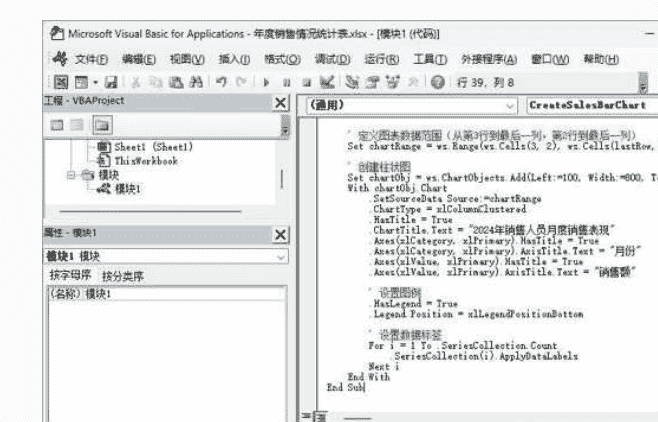 Microsoft Visual Basic for Applications - 年度销售情况统计表.xlsx - [模块1 (代码)]
文件(F) 编辑(E) 视图(V) 插入(I) 格式(O) 调试(D) 运行(R) 工具(T) 外接程序(A) 窗口(W) 帮助(H)
行 39, 列 8
工程 - VBAProject
Sheet1 (Sheet1)
ThisWorkbook
模块
模块1
属性 - 模块1
模块1 模块
按字母序 按分类序
(名称) 模块1
(通用) CreateSalesBarChart
' 定义图表数据范围（从第3行到最后一列，第2行到最后一行）
Set chartRange = ws.Range(ws.Cells(3, 2), ws.Cells(lastRow,
' 创建柱状图
Set chartObj = ws.ChartObjects.Add(Left:=100, Width:=600, To
With chartObj.Chart
.SetSourceData Source:=chartRange
.ChartType = xlColumnClustered
.HasTitle = True
.ChartTitle.Text = "2024年销售人员月度销售表现"
.Axes(xlCategory, xlPrimary).HasTitle = True
.Axes(xlCategory, xlPrimary).AxisTitle.Text = "月份"
.Axes(xlValue, xlPrimary).HasTitle = True
.Axes(xlValue, xlPrimary).AxisTitle.Text = "销售额"
' 设置图例
.HasLegend = True
.Legend.Position = xlLegendPositionBottom
' 设置数据标签
For i = 1 To .SeriesCollection.Count
.SeriesCollection(i).ApplyDataLabels
Next i
End With
End Sub